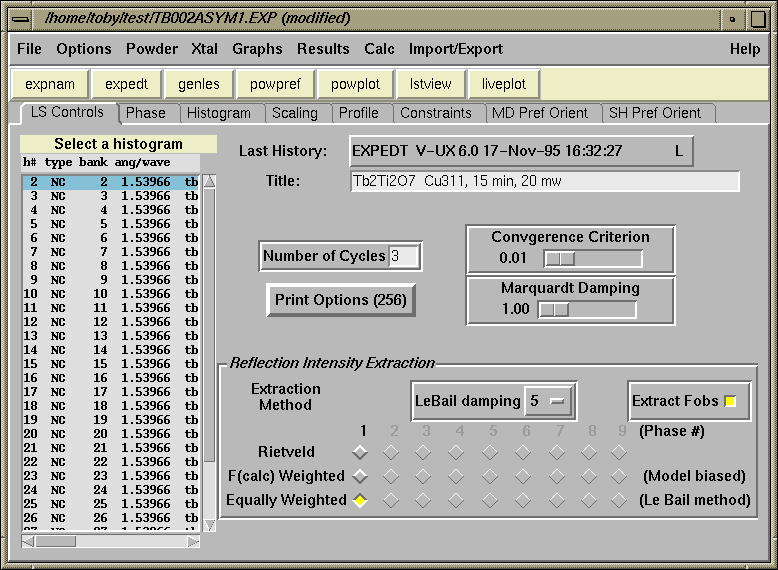 /home/toby/test/TB002ASYM1.EXP (modified)
File Options Powder Xtal Graphs Results Calc Import/Export Help
expnam expedt genles powpref powplot lstview liveplot
LS Controls Phase Histogram Scaling Profile Constraints MD Pref Orient SH Pref Orient
Select a histogram
h# type bank ang/wave
2 NC 2 1.53966 tb
3 NC 3 1.53966 tb
4 NC 4 1.53966 tb
5 NC 5 1.53966 tb
6 NC 6 1.53966 tb
7 NC 7 1.53966 tb
8 NC 8 1.53966 tb
9 NC 9 1.53966 tb
10 NC 10 1.53966 tb
11 NC 11 1.53966 tb
12 NC 12 1.53966 tb
13 NC 13 1.53966 tb
14 NC 14 1.53966 tb
15 NC 15 1.53966 tb
16 NC 16 1.53966 tb
17 NC 17 1.53966 tb
18 NC 18 1.53966 tb
19 NC 19 1.53966 tb
20 NC 20 1.53966 tb
21 NC 21 1.53966 tb
22 NC 22 1.53966 tb
23 NC 23 1.53966 tb
24 NC 24 1.53966 tb
25 NC 25 1.53966 tb
26 NC 26 1.53966 tb
Last History: EXPEDT V-UX 6.0 17-Nov-95 16:32:27 L
Title: Tb2Ti2O7 Cu311, 15 min, 20 mw
Number of Cycles 3
Print Options (256)
Convgerence Criterion
0.01
Marquardt Damping
1.00
Reflection Intensity Extraction
Extraction
Method
LeBail damping 5
Extract Fobs
1 2 3 4 5 6 7 8 9 (Phase #)
Rietveld
F(calc) Weighted (Model biased)
Equally Weighted (Le Bail method)